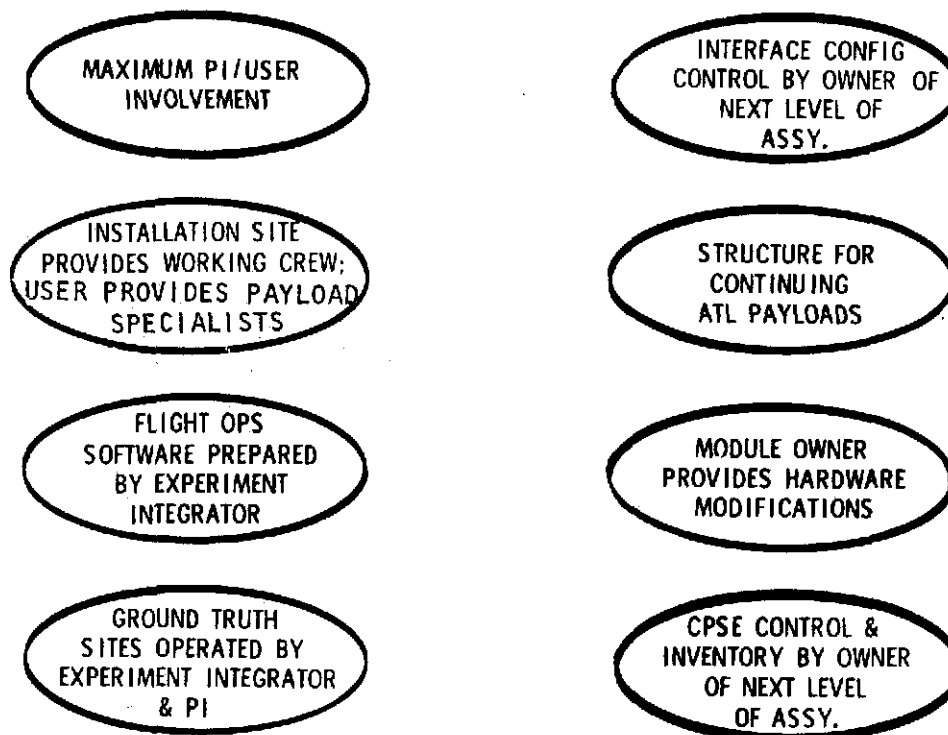 MAXIMUM PI/USER
INVOLVEMENT
INSTALLATION SITE
PROVIDES WORKING CREW;
USER PROVIDES PAYLOAD
SPECIALISTS
FLIGHT OPS
SOFTWARE PREPARED
BY EXPERIMENT
INTEGRATOR
GROUND TRUTH
SITES OPERATED BY
EXPERIMENT INTEGRATOR
& PI
INTERFACE CONFIG
CONTROL BY OWNER OF
NEXT LEVEL OF
ASSY.
STRUCTURE FOR
CONTINUING
ATL PAYLOADS
MODULE OWNER
PROVIDES HARDWARE
MODIFICATIONS
CPSE CONTROL &
INVENTORY BY OWNER
OF NEXT LEVEL
OF ASSY.